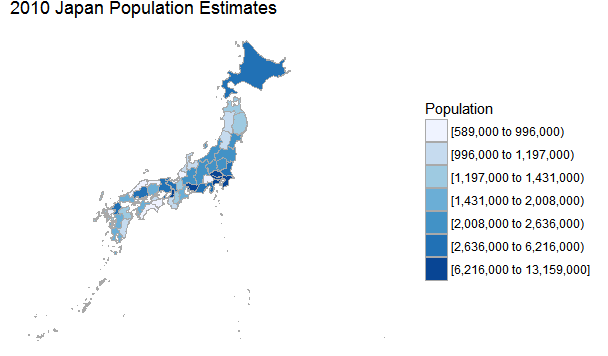 2010 Japan Population Estimates
Population
[589,000 to 996,000)
[996,000 to 1,197,000)
[1,197,000 to 1,431,000)
[1,431,000 to 2,008,000)
[2,008,000 to 2,636,000)
[2,636,000 to 6,216,000)
[6,216,000 to 13,159,000]